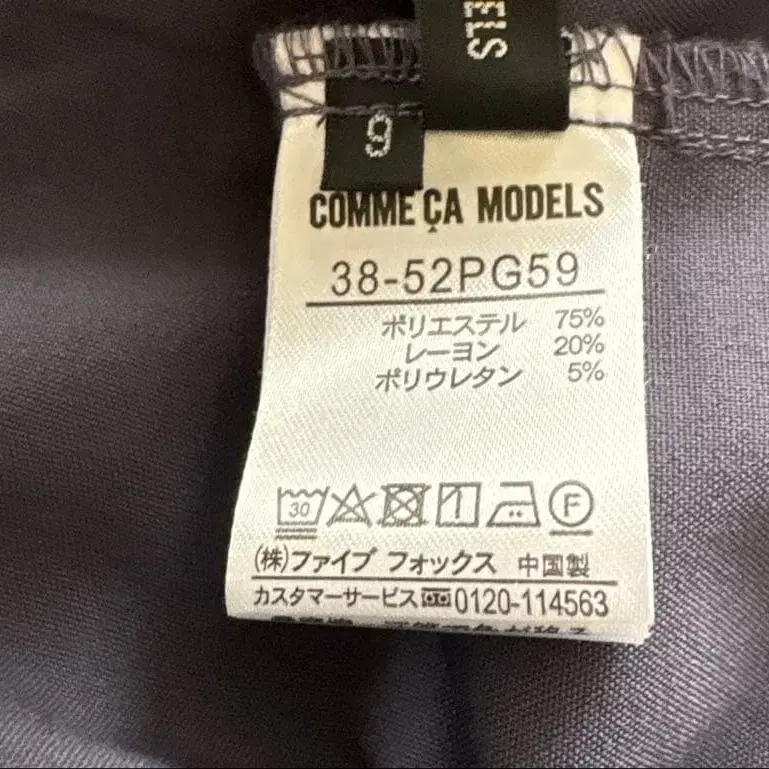 ELS
9
COMME ÇA MODELS
38-52PG59
ポリエステル 75%
レーヨン 20%
ポリウレタン 5%
30 F
(株)ファイブ フォックス 中国製
カスタマーサービス 0120-114563